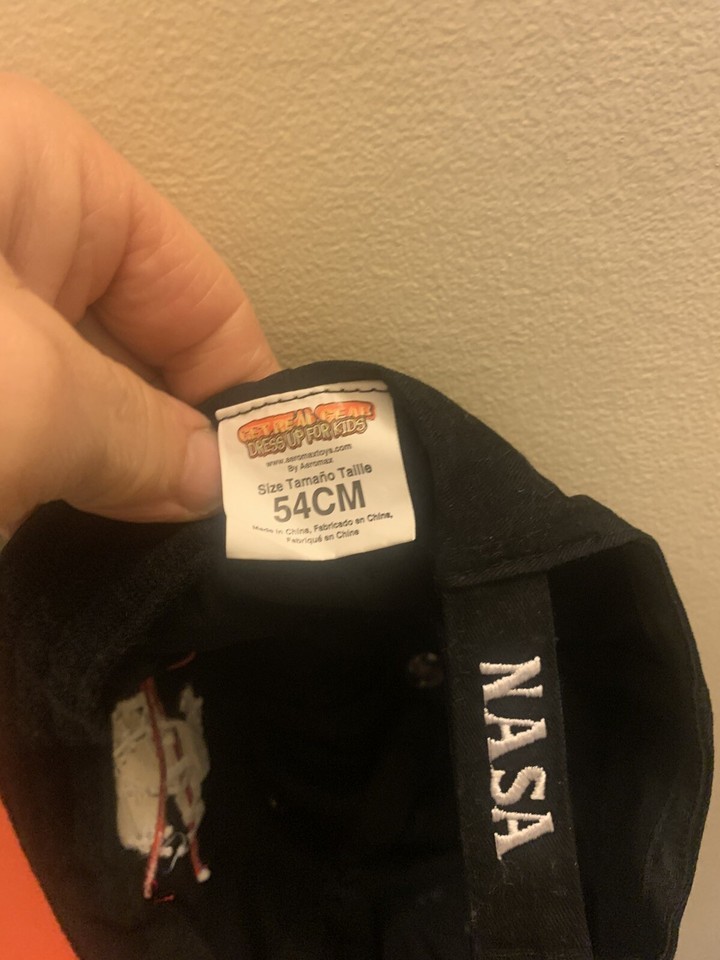 GET REAL GEAR
DRESS UP FOR KIDS
www.aeromaxtoys.com
By Aeromax
Size Tamaño Taille
54CM
Made in China, Fabricado en China,
Fabriqué en Chine
NASA